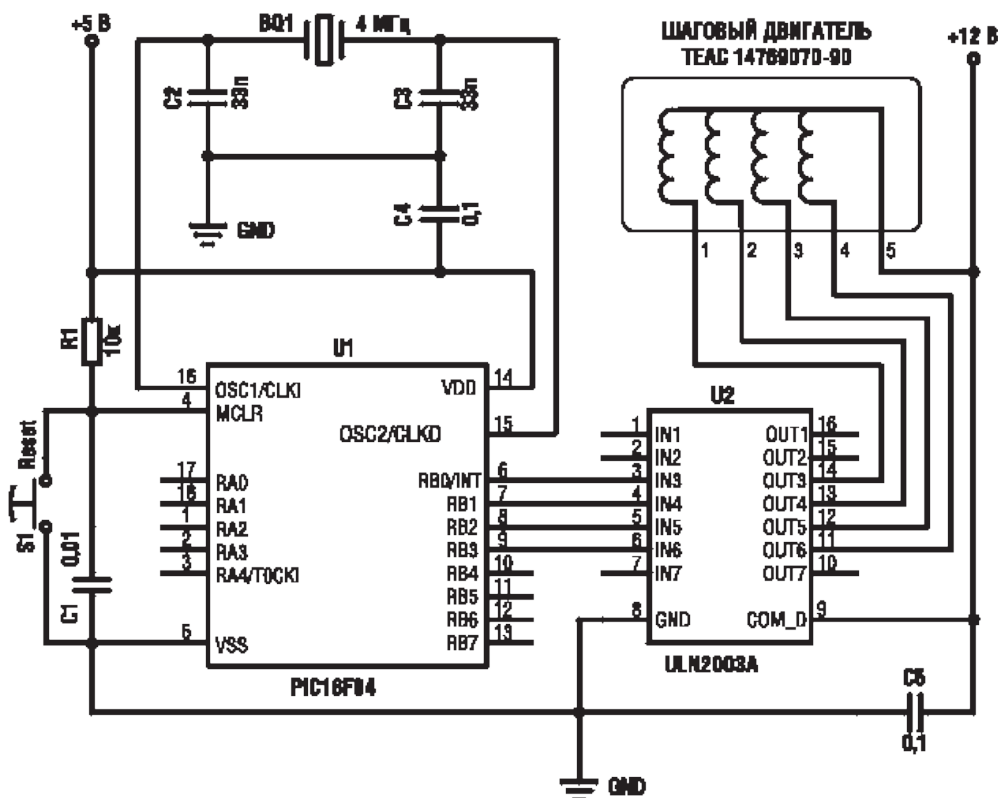 +5 В
BQ1
4 МГц
ШАГОВЫЙ ДВИГАТЕЛЬ
TEAC 14769070-90
+12 В
C2
33п
C3
33п
C4
0,1
GND
1
2
3
4
5
R1
10к
U1
16
OSC1/CLKI
VDD
14
4
MCLR
OSC2/CLKO
15
U2
Reset
S1
17
RA0
RB0/INT
6
18
RA1
RB1
7
1
RA2
RB2
8
2
RA3
RB3
9
3
RA4/T0CKI
RB4
10
RB5
11
RB6
12
5
VSS
RB7
13
0,01
C1
PIC16F84
1
IN1
OUT1
16
2
IN2
OUT2
15
3
IN3
OUT3
14
4
IN4
OUT4
13
5
IN5
OUT5
12
6
IN6
OUT6
11
7
IN7
OUT7
10
8
GND
COM_D
9
ULN2003A
0,1
GND